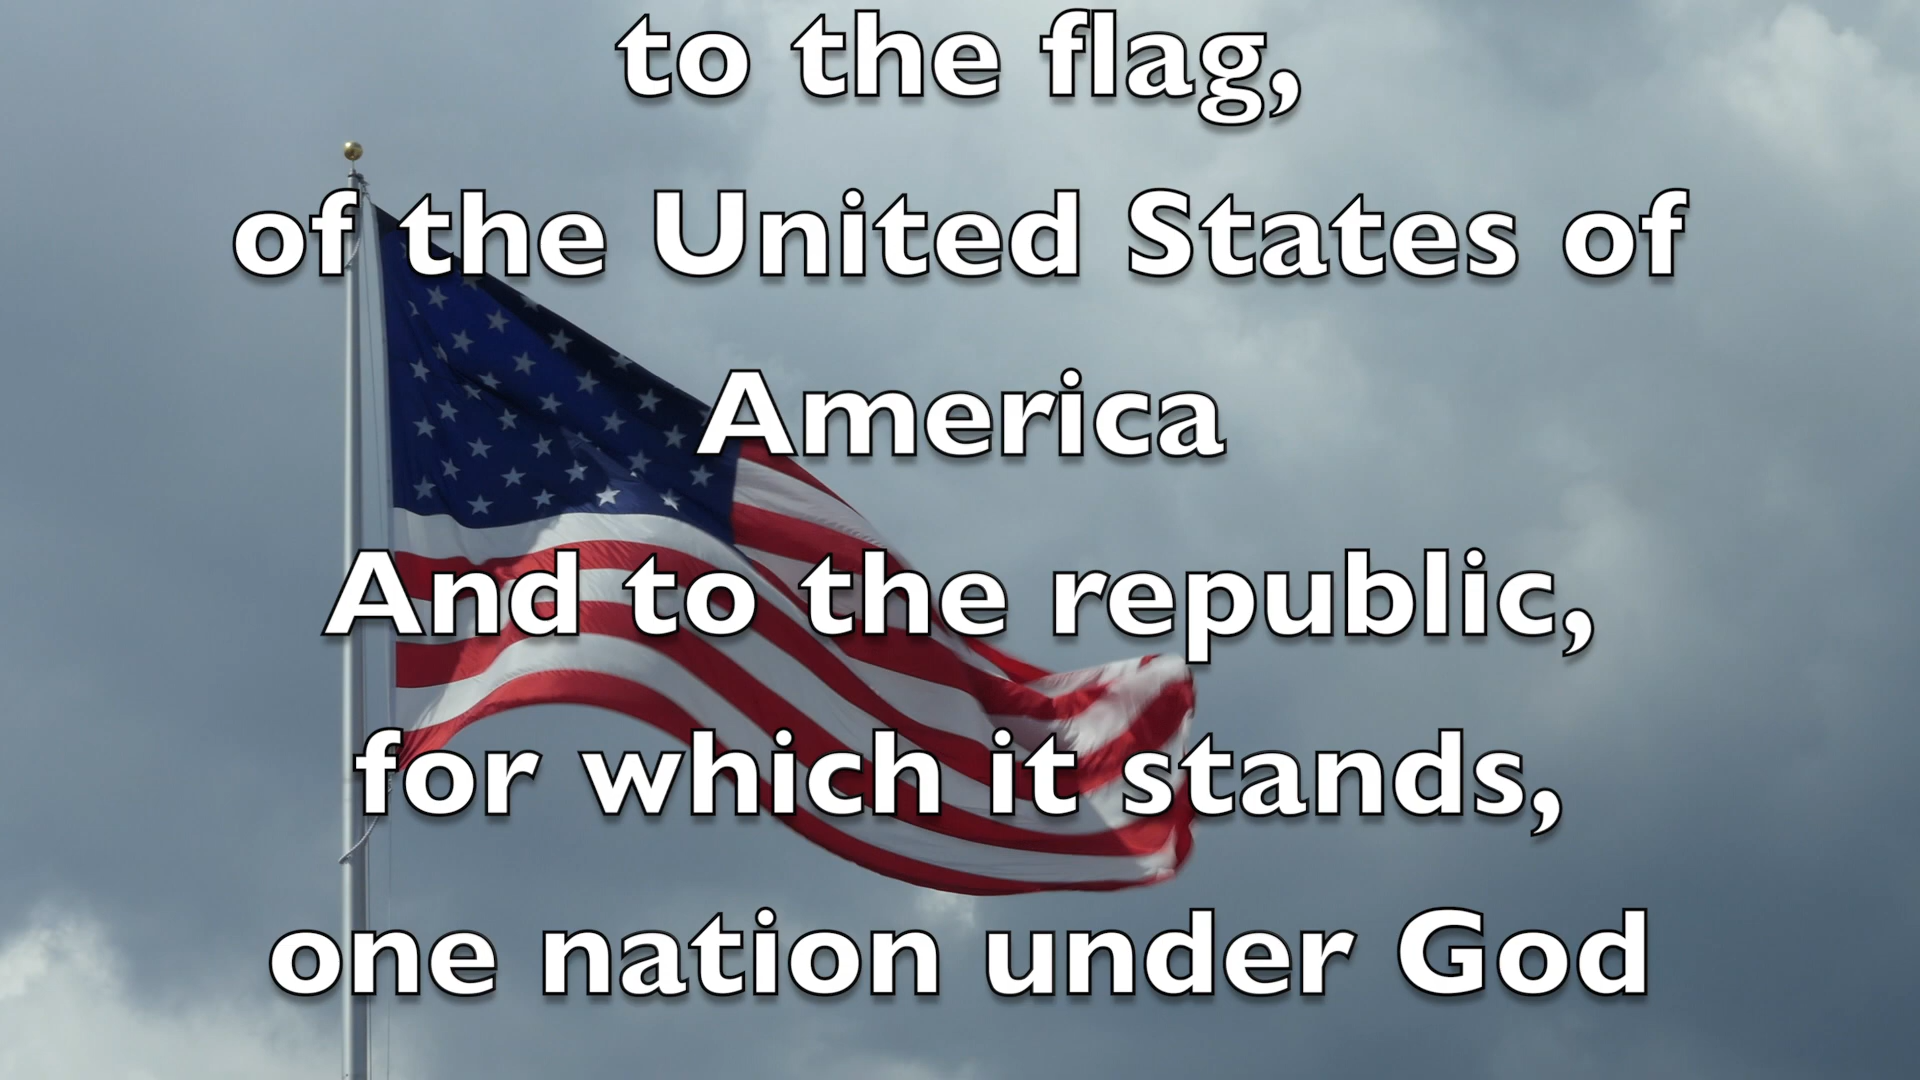 to the flag,
of the United States of
America
And to the republic,
for which it stands,
one nation under God